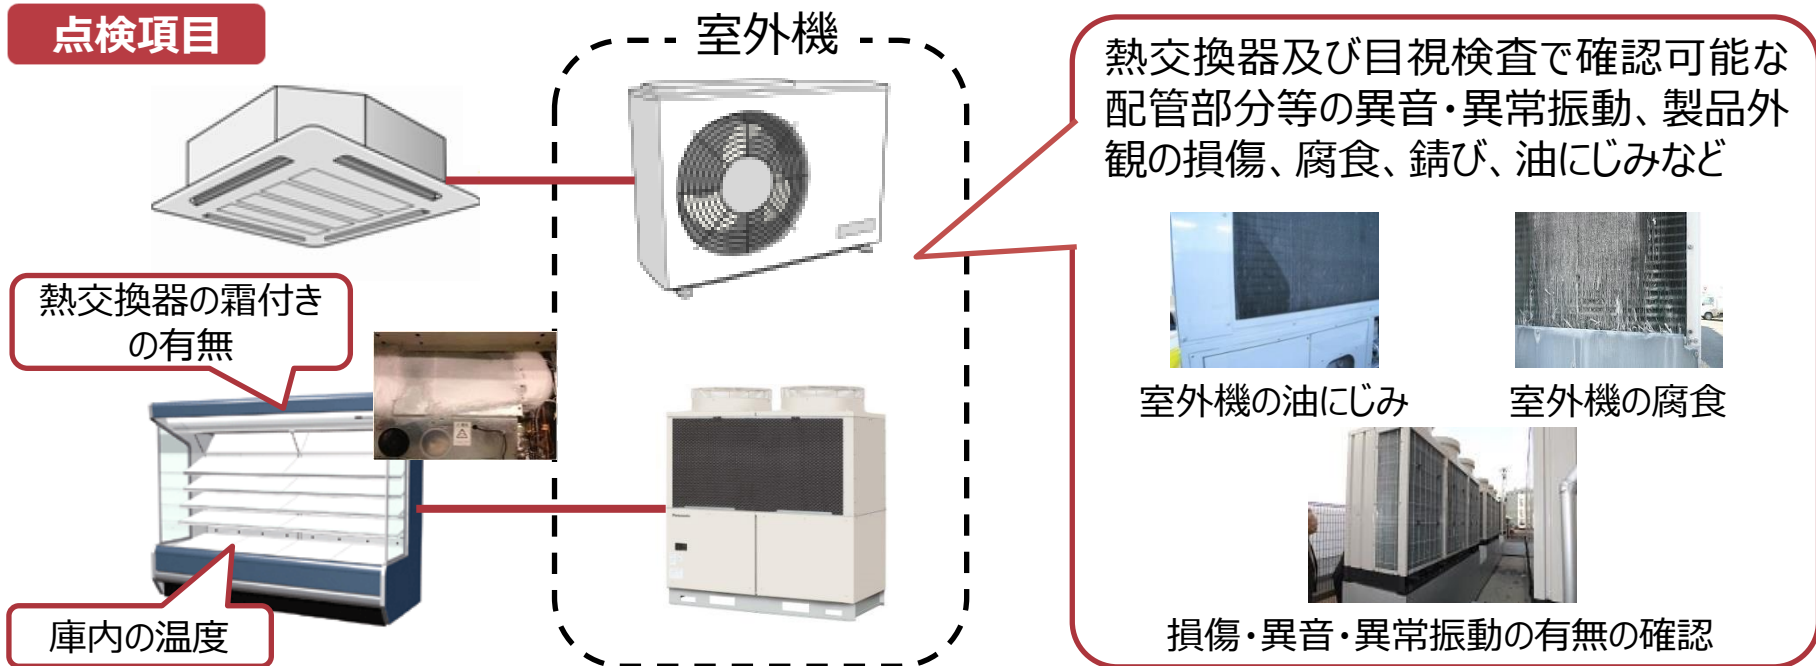 点検項目
室外機
熱交換器及び目視検査で確認可能な
配管部分等の異音・異常振動、製品外
観の損傷、腐食、錆び、油にじみなど
熱交換器の霜付き
の有無
室外機の油にじみ
室外機の腐食
庫内の温度
損傷・異音・異常振動の有無の確認